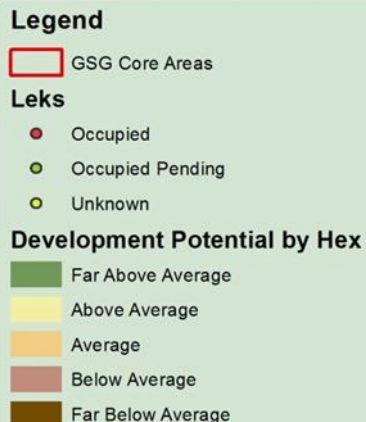 Legend
GSG Core Areas
Leks
Occupied
Occupied Pending
Unknown
Development Potential by Hex
Far Above Average
Above Average
Average
Below Average
Far Below Average